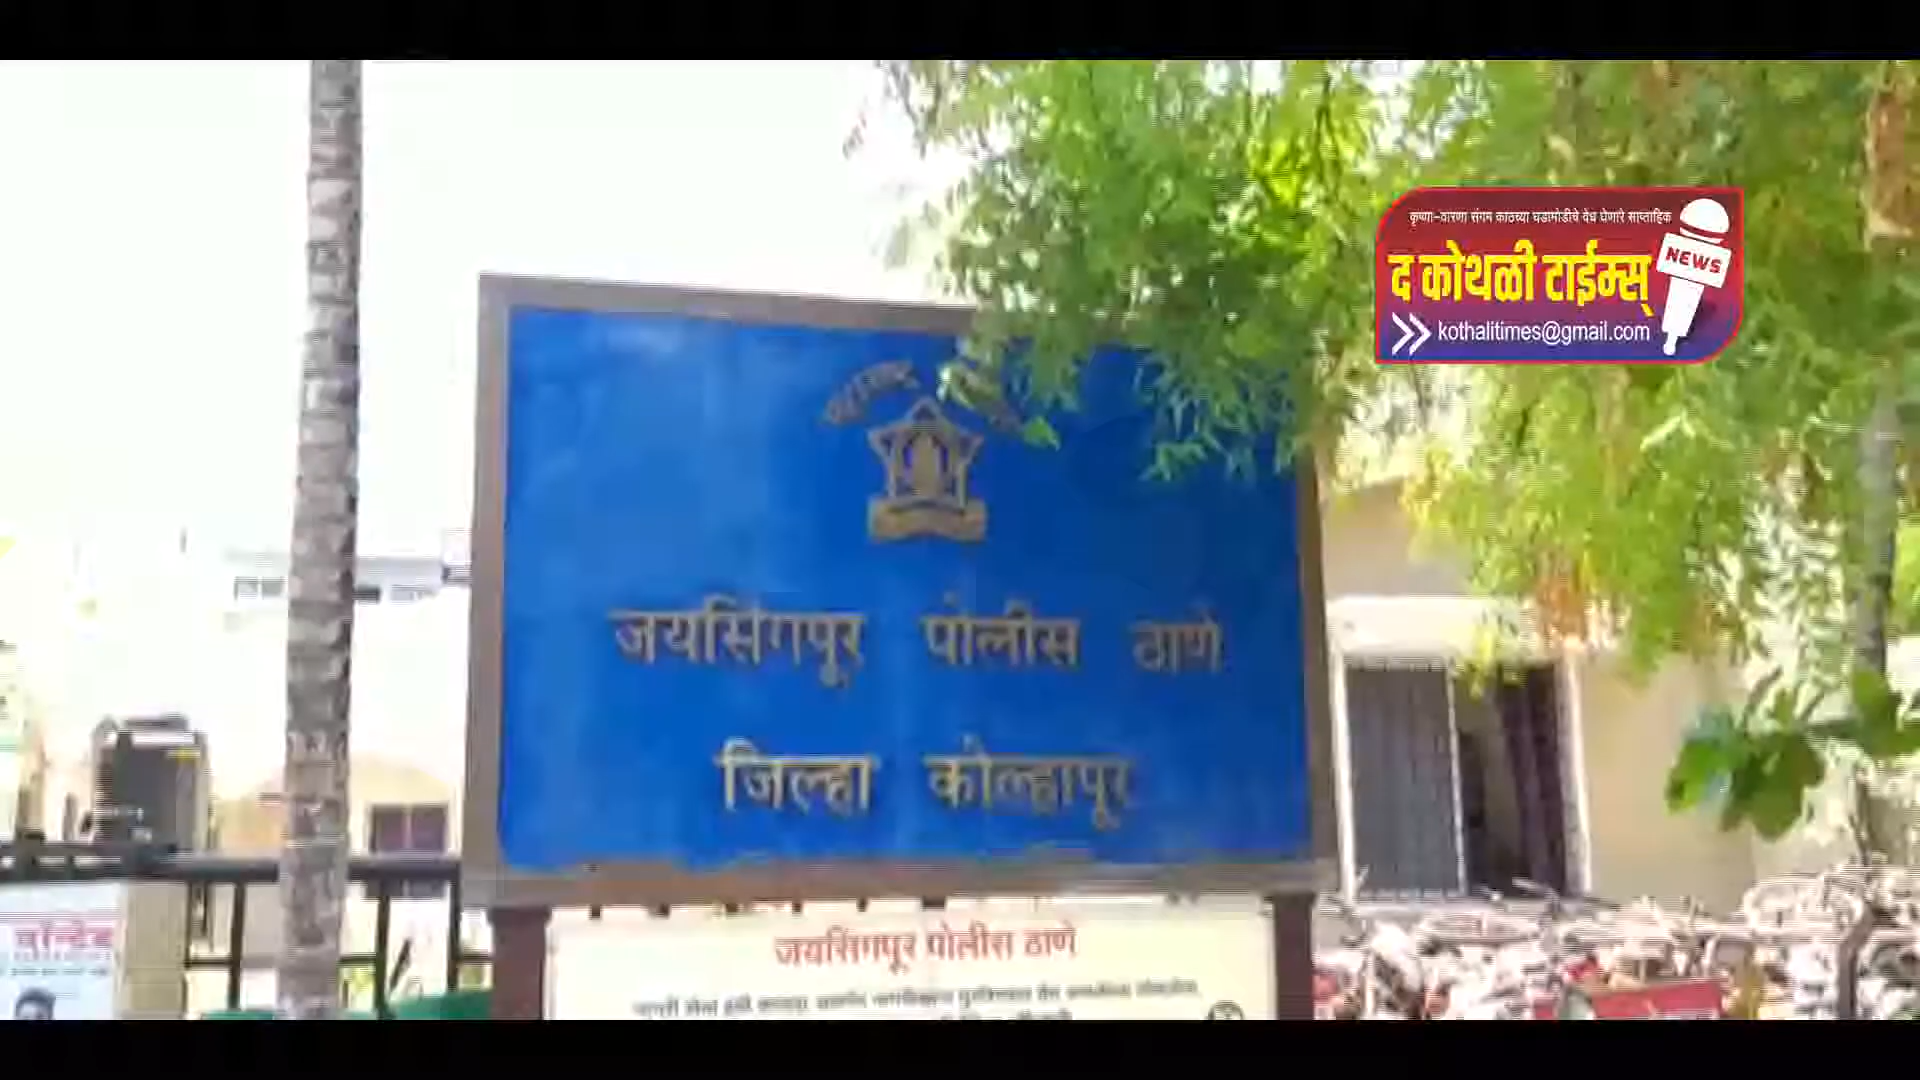 कृष्णा-वारणा संगम काठच्या घडामोडीचे वेध घेणारे साप्ताहिक
द कोथळी टाईम्स्
NEWS
kothalitimes@gmail.com
जयसिंगपूर पोलीस ठाणे
जिल्हा कोल्हापूर
जयसिंगपूर पोलीस ठाणे